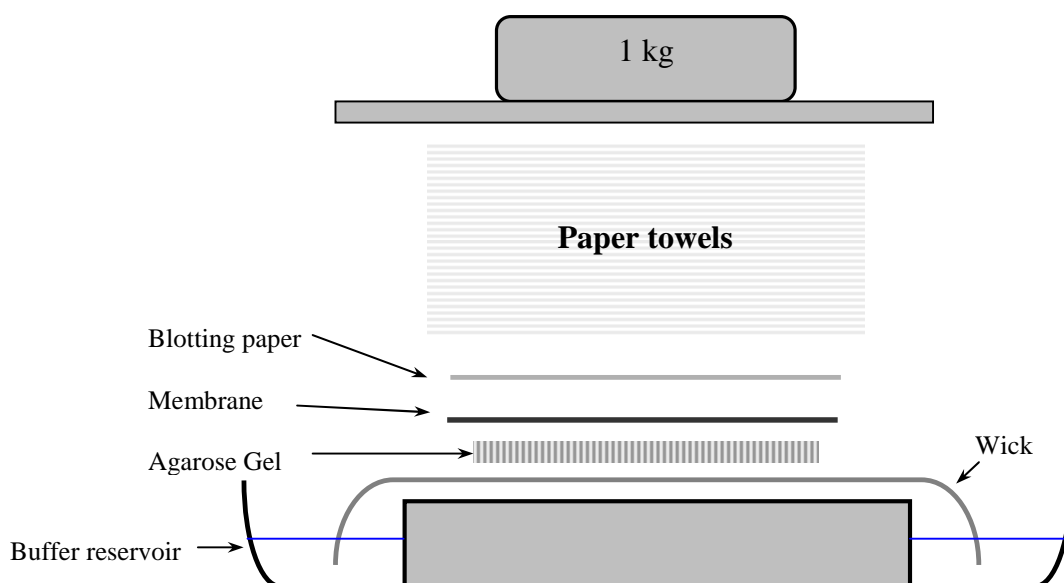 1 kg
Paper towels
Blotting paper
Membrane
Agarose Gel
Wick
Buffer reservoir